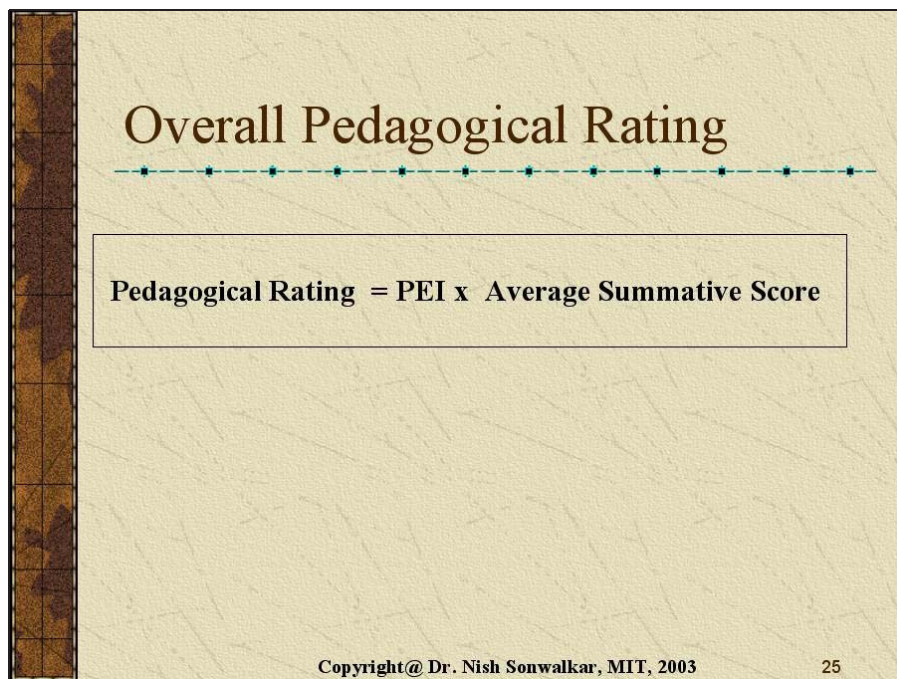 Overall Pedagogical Rating
Pedagogical Rating = PEI x Average Summative Score
Copyright@ Dr. Nish Sonwalkar, MIT, 2003
25